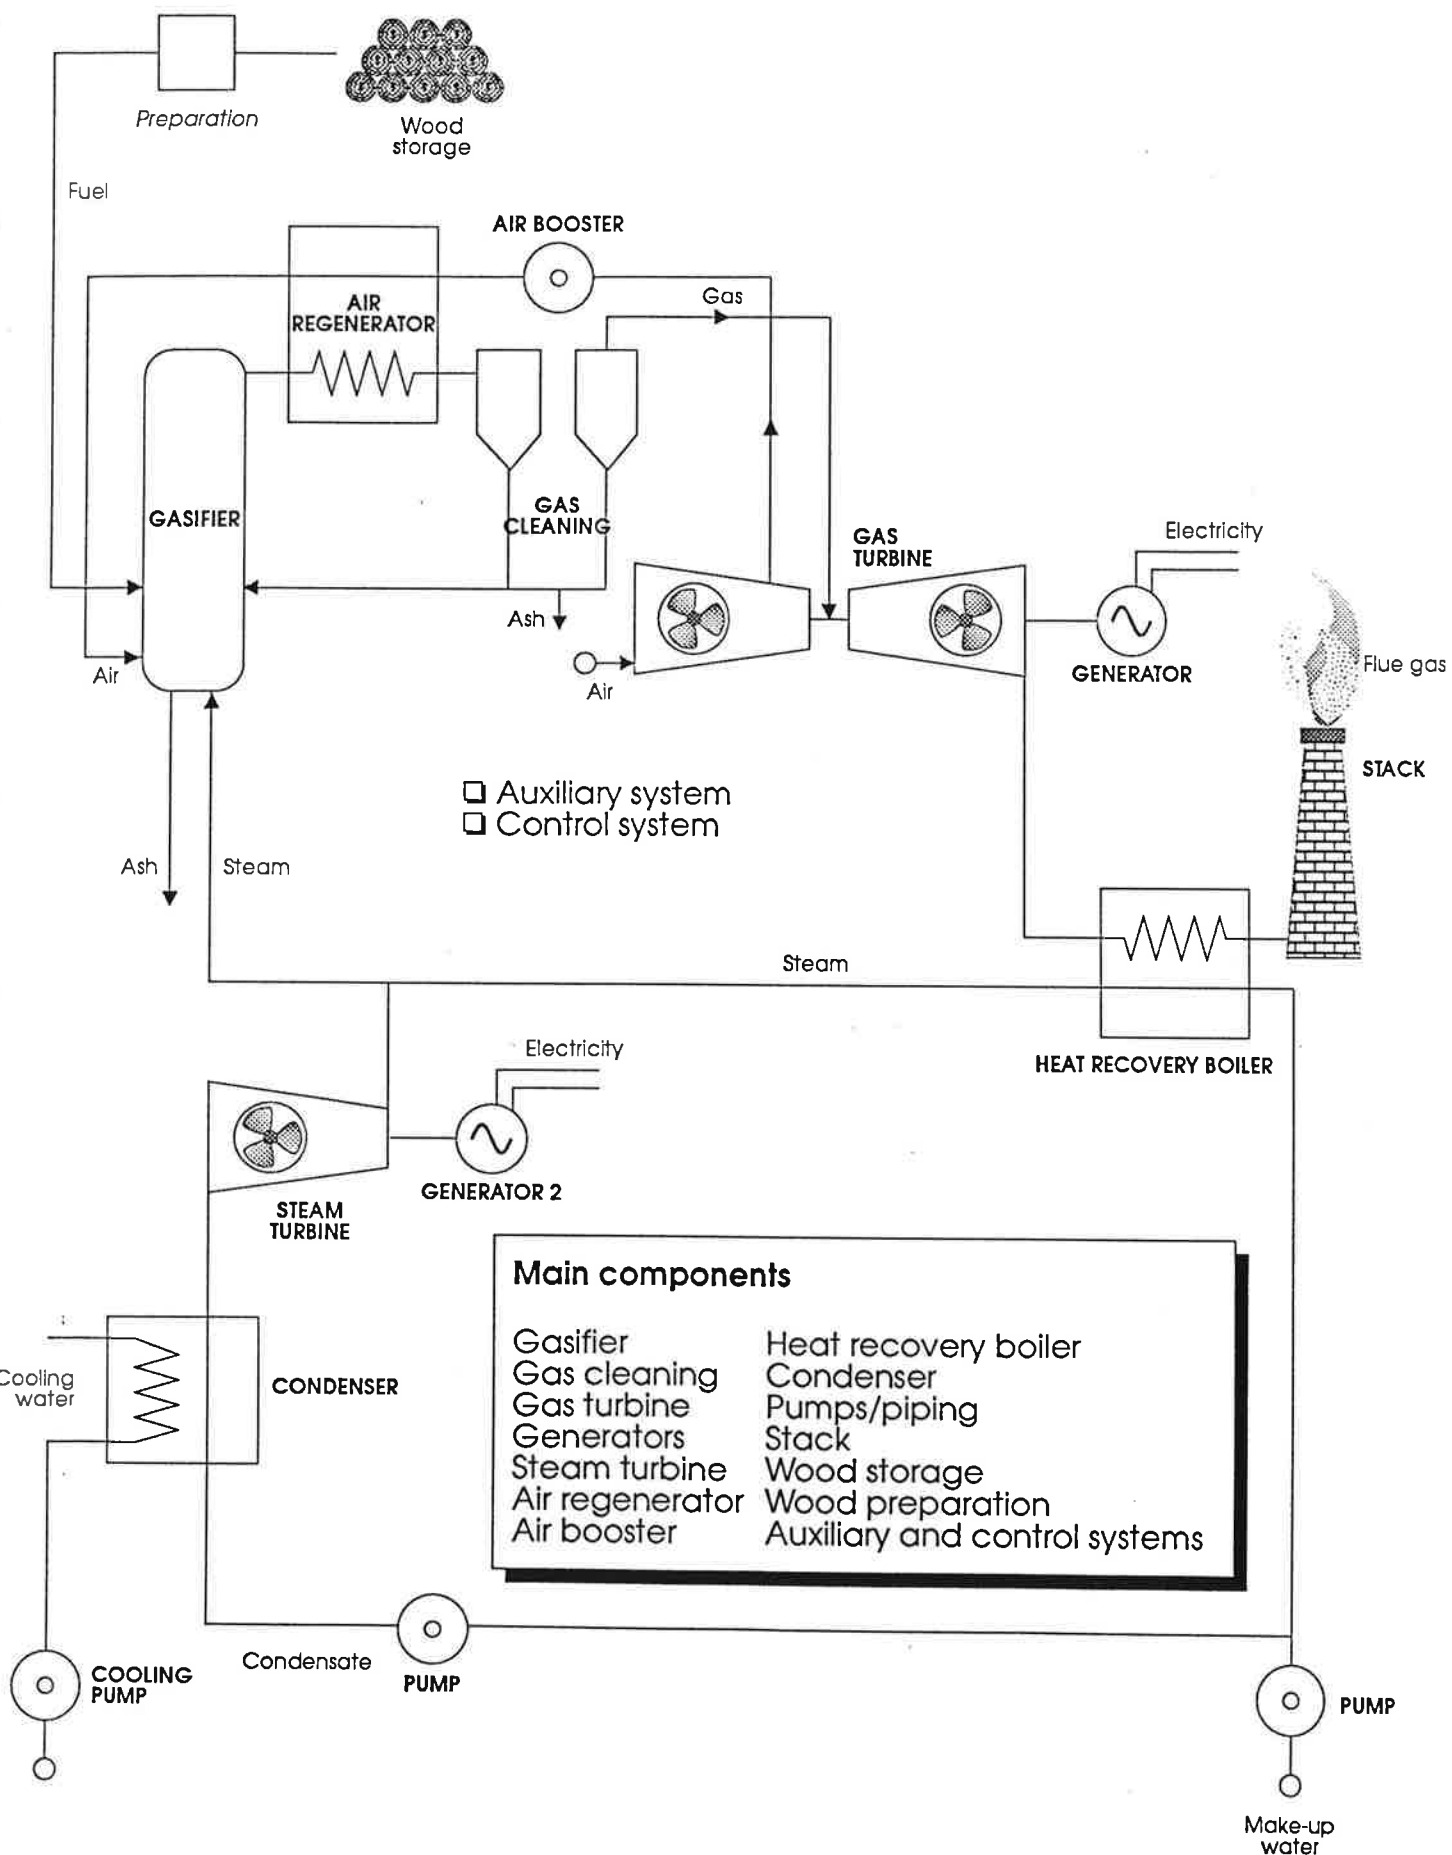 Preparation
Wood
storage
Fuel
AIR BOOSTER
Gas
AIR
REGENERATOR
GASIFIER
GAS
CLEANING
GAS
TURBINE
Electricity
Ash
Air
Air
GENERATOR
Flue gas
STACK
❏ Auxiliary system
❏ Control system
Ash
Steam
Steam
Electricity
HEAT RECOVERY BOILER
GENERATOR 2
STEAM
TURBINE
Main components
Gasifier
Gas cleaning
Gas turbine
Generators
Steam turbine
Air regenerator
Air booster
Heat recovery boiler
Condenser
Pumps/piping
Stack
Wood storage
Wood preparation
Auxiliary and control systems
Cooling
water
CONDENSER
Condensate
COOLING
PUMP
PUMP
PUMP
Make-up
water